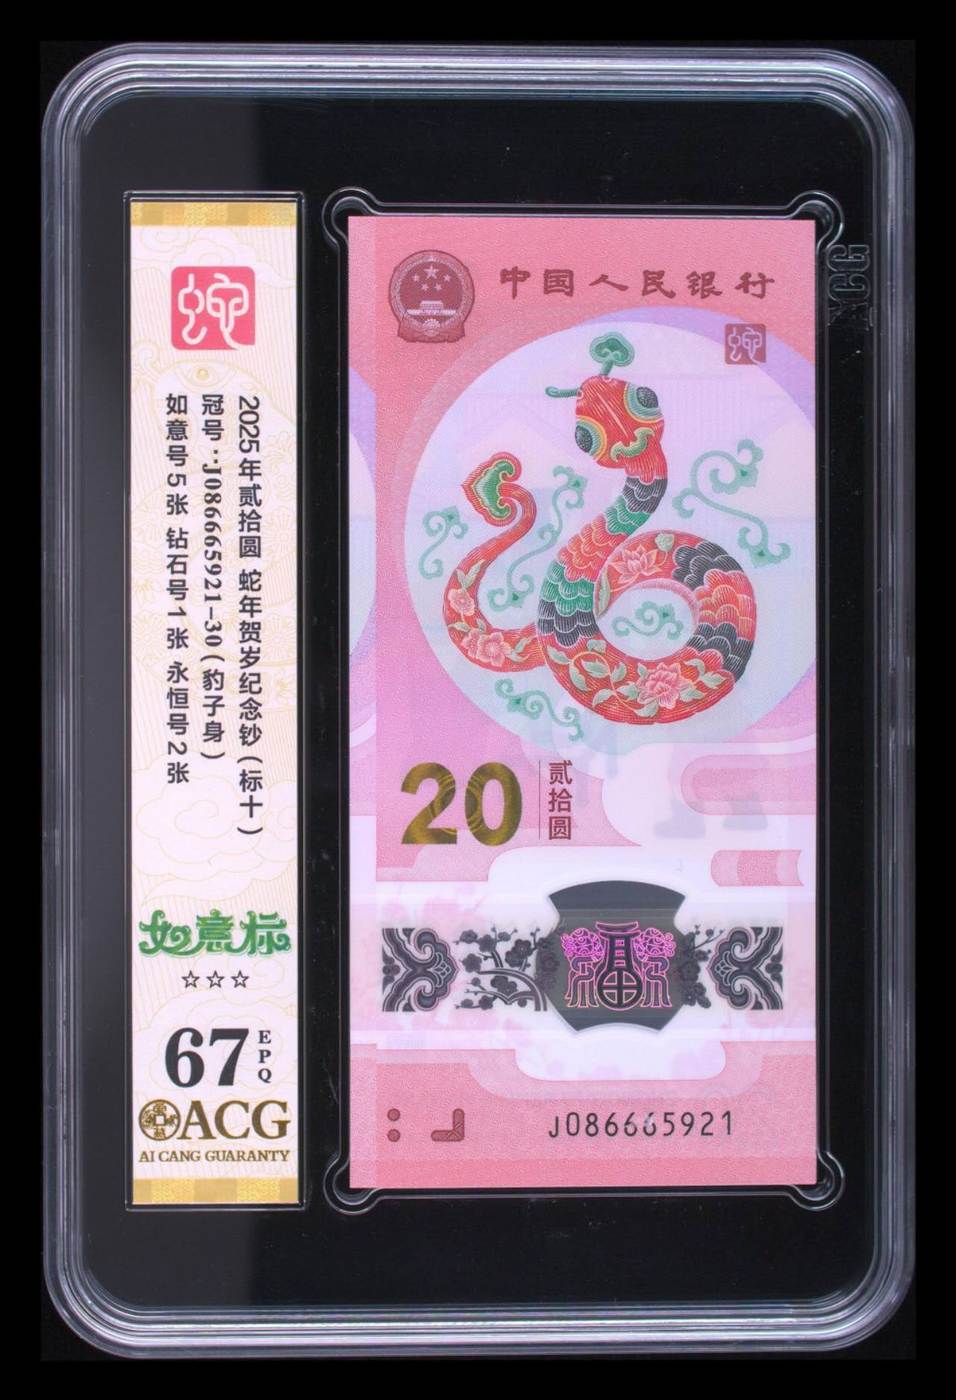 蛇
2025年贰拾圆 蛇年贺岁纪念钞(标十)
冠号:J086665921-30(豹子身)
如意号5张 钻石号1张 永恒号2张
如意标
☆☆☆
67
EPQ
ACG
AI CANG GUARANTY
中国人民银行
蛇
20
贰拾圆
福
J086665921
ACG